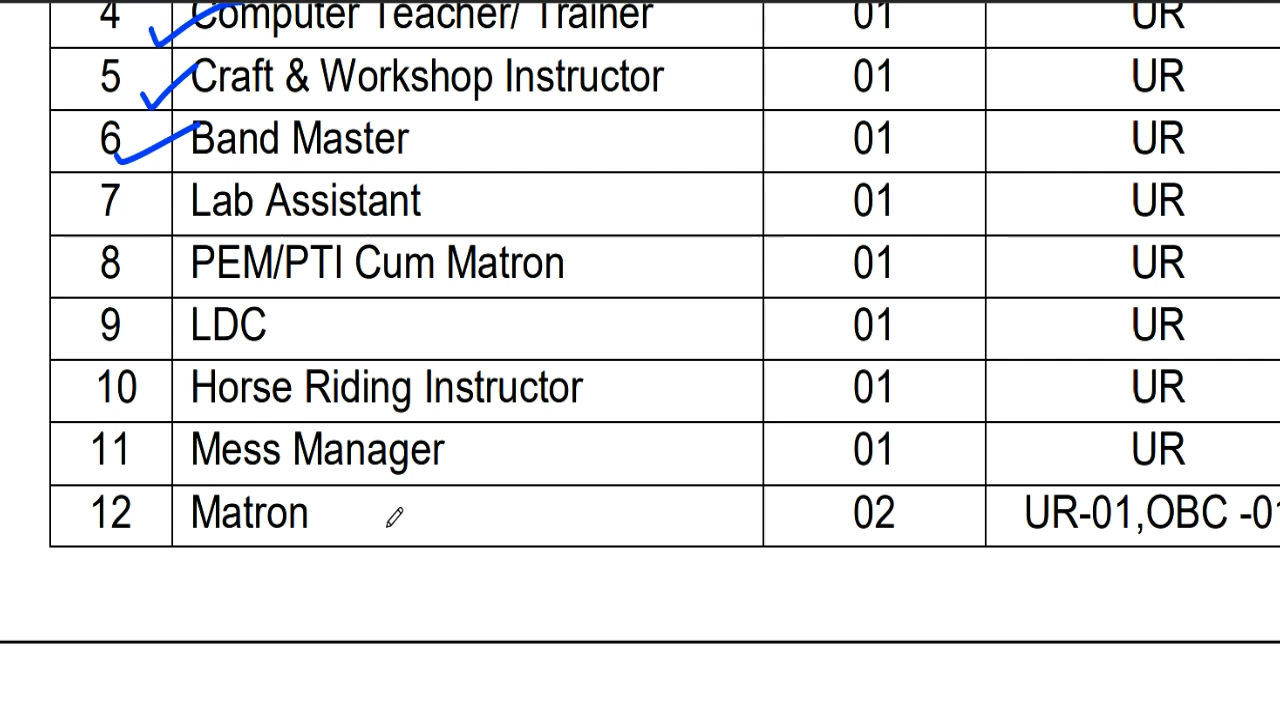 4 Computer Teacher/ Trainer 01 UR
5 Craft & Workshop Instructor 01 UR
6 Band Master 01 UR
7 Lab Assistant 01 UR
8 PEM/PTI Cum Matron 01 UR
9 LDC 01 UR
10 Horse Riding Instructor 01 UR
11 Mess Manager 01 UR
12 Matron 02 UR-01,OBC -01